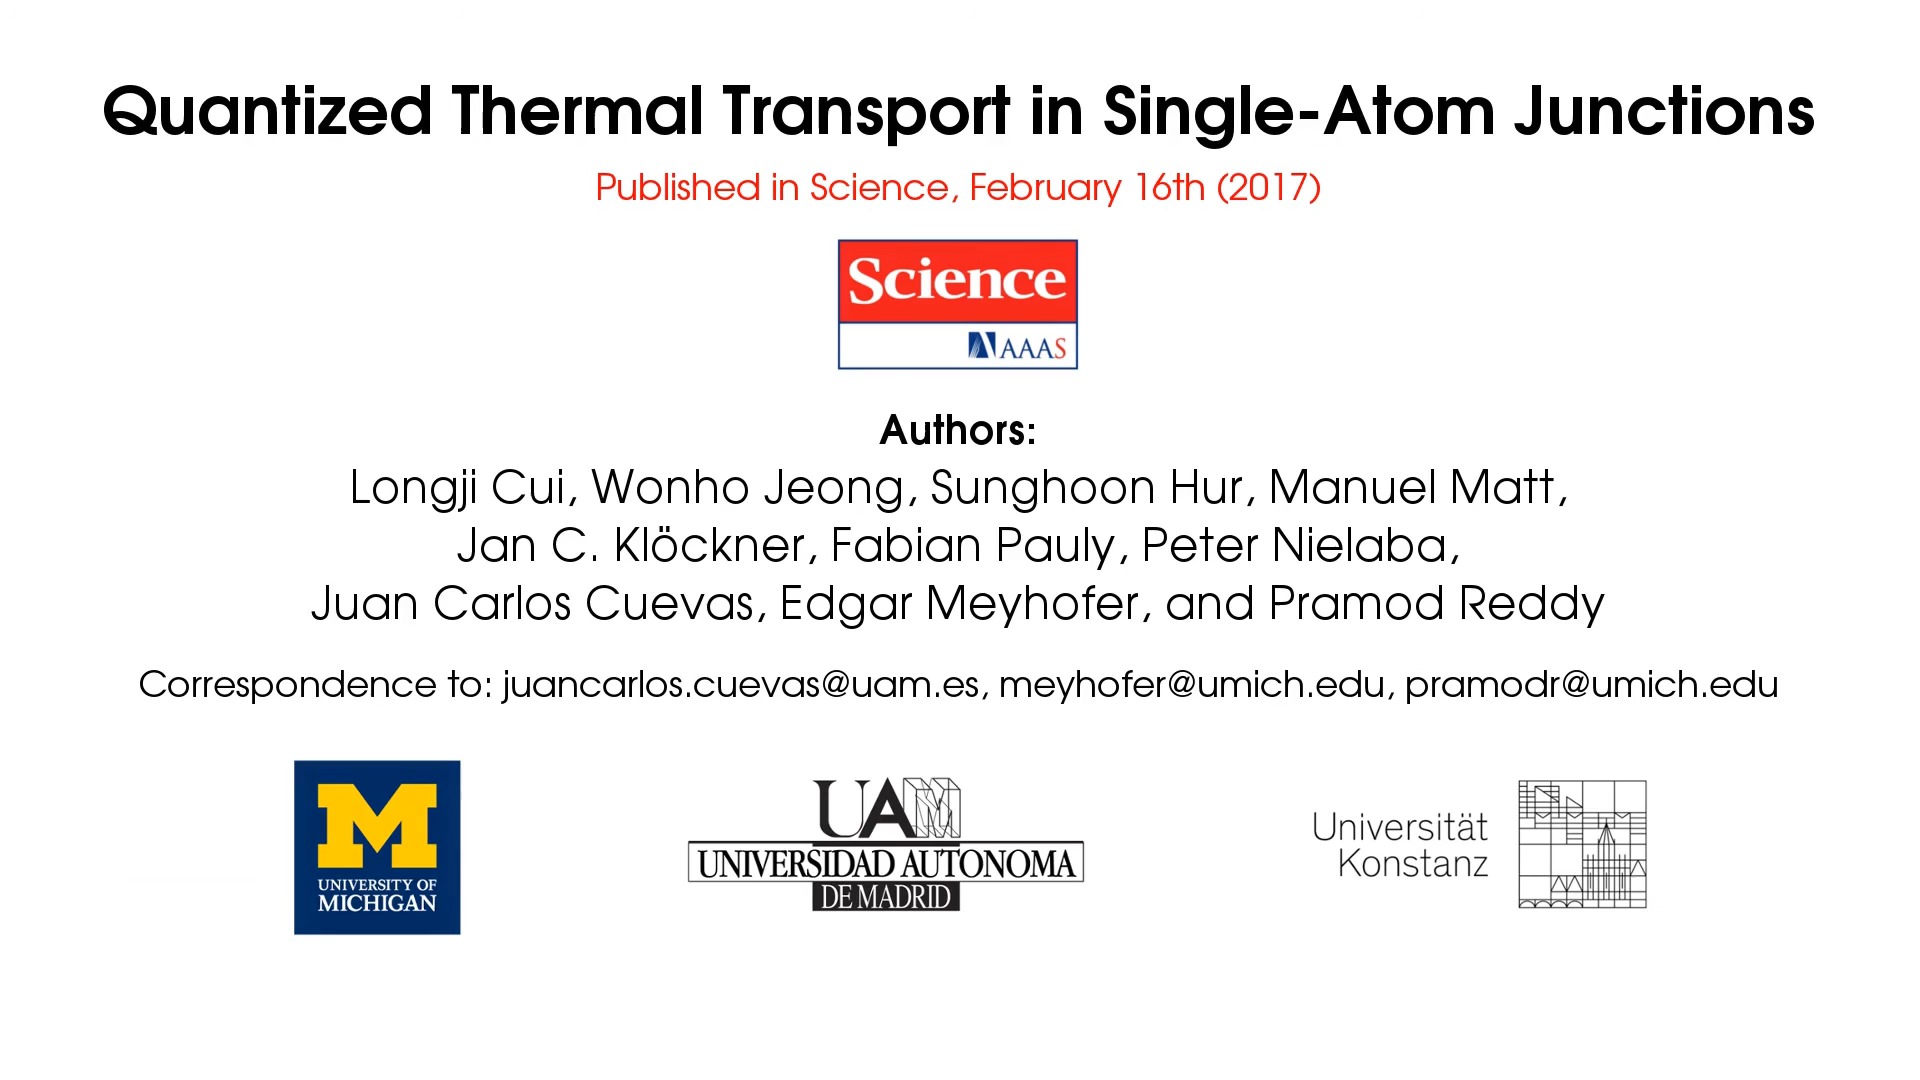 Quantized Thermal Transport in Single-Atom Junctions
Published in Science, February 16th (2017)
Science
AAAS
Authors:
Longji Cui, Wonho Jeong, Sunghoon Hur, Manuel Matt,
Jan C. Klöckner, Fabian Pauly, Peter Nielaba,
Juan Carlos Cuevas, Edgar Meyhofer, and Pramod Reddy
Correspondence to: juancarlos.cuevas@uam.es, meyhofer@umich.edu, pramodr@umich.edu
M
UNIVERSITY OF
MICHIGAN
UAM
UNIVERSIDAD AUTONOMA
DE MADRID
Universität
Konstanz